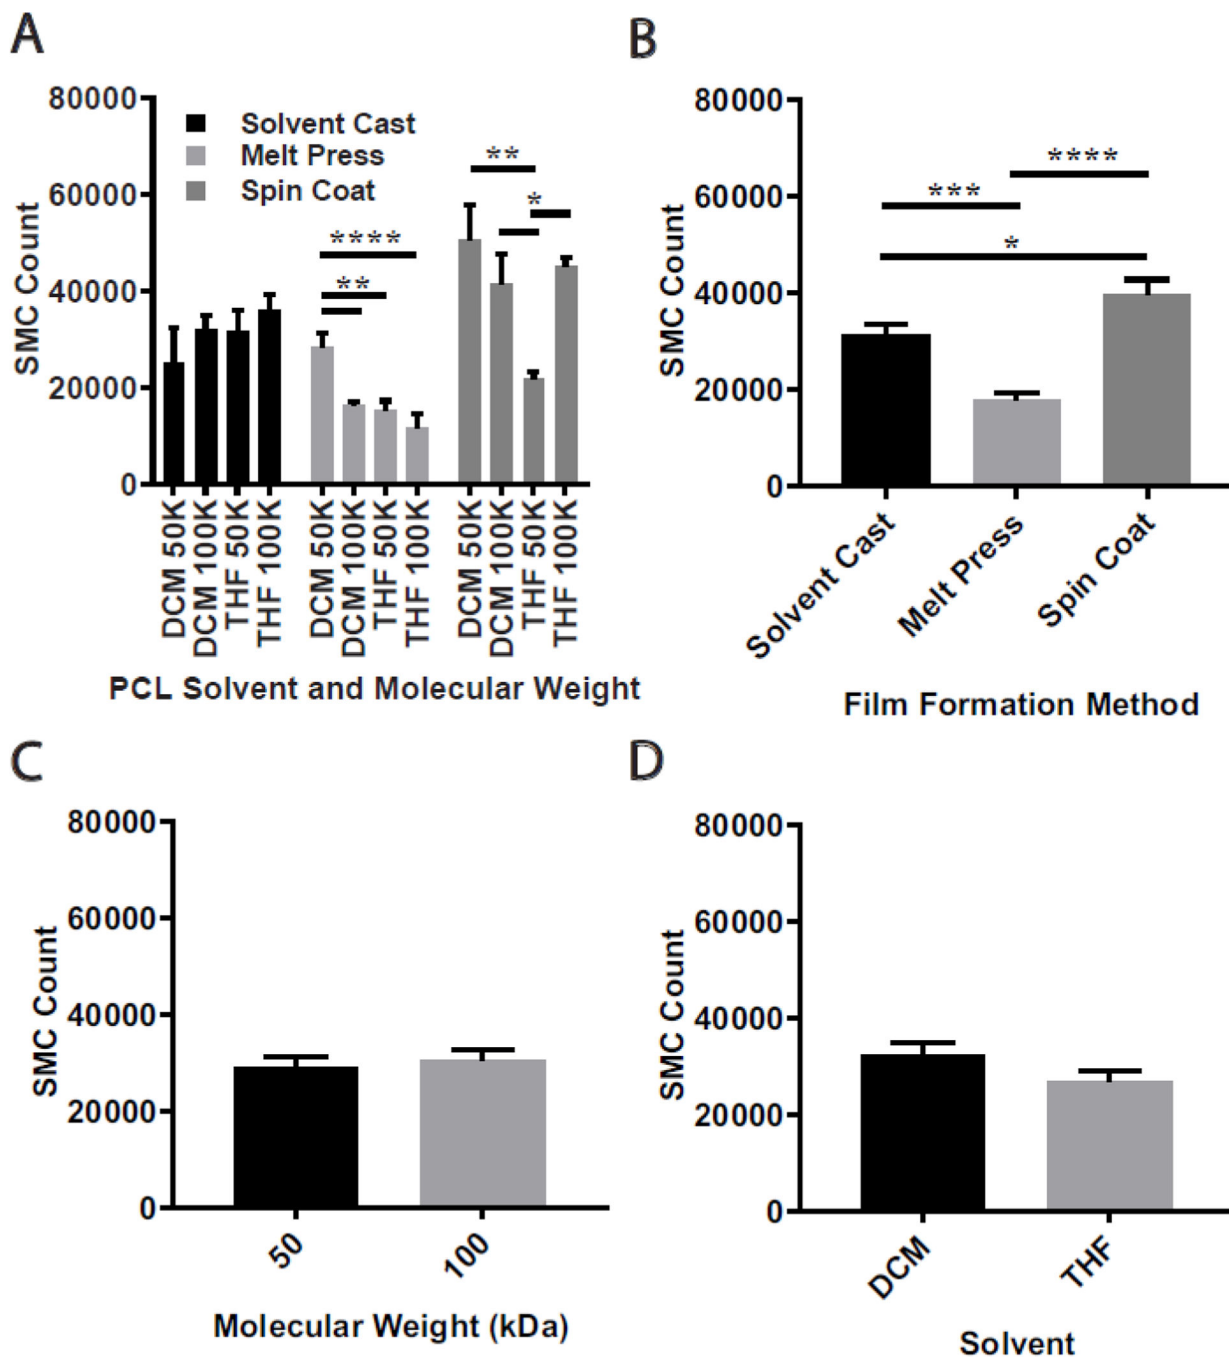 A
80000
60000
40000
20000
0
SMC Count
Solvent Cast
Melt Press
Spin Coat
****
**
**
*
DCM 50K
DCM 100K
THF 50K
THF 100K
DCM 50K
DCM 100K
THF 50K
THF 100K
DCM 50K
DCM 100K
THF 50K
THF 100K
PCL Solvent and Molecular Weight
B
80000
60000
40000
20000
0
SMC Count
****
***
*
Solvent Cast
Melt Press
Spin Coat
Film Formation Method
C
80000
60000
40000
20000
0
SMC Count
50
100
Molecular Weight (kDa)
D
80000
60000
40000
20000
0
SMC Count
DCM
THF
Solvent